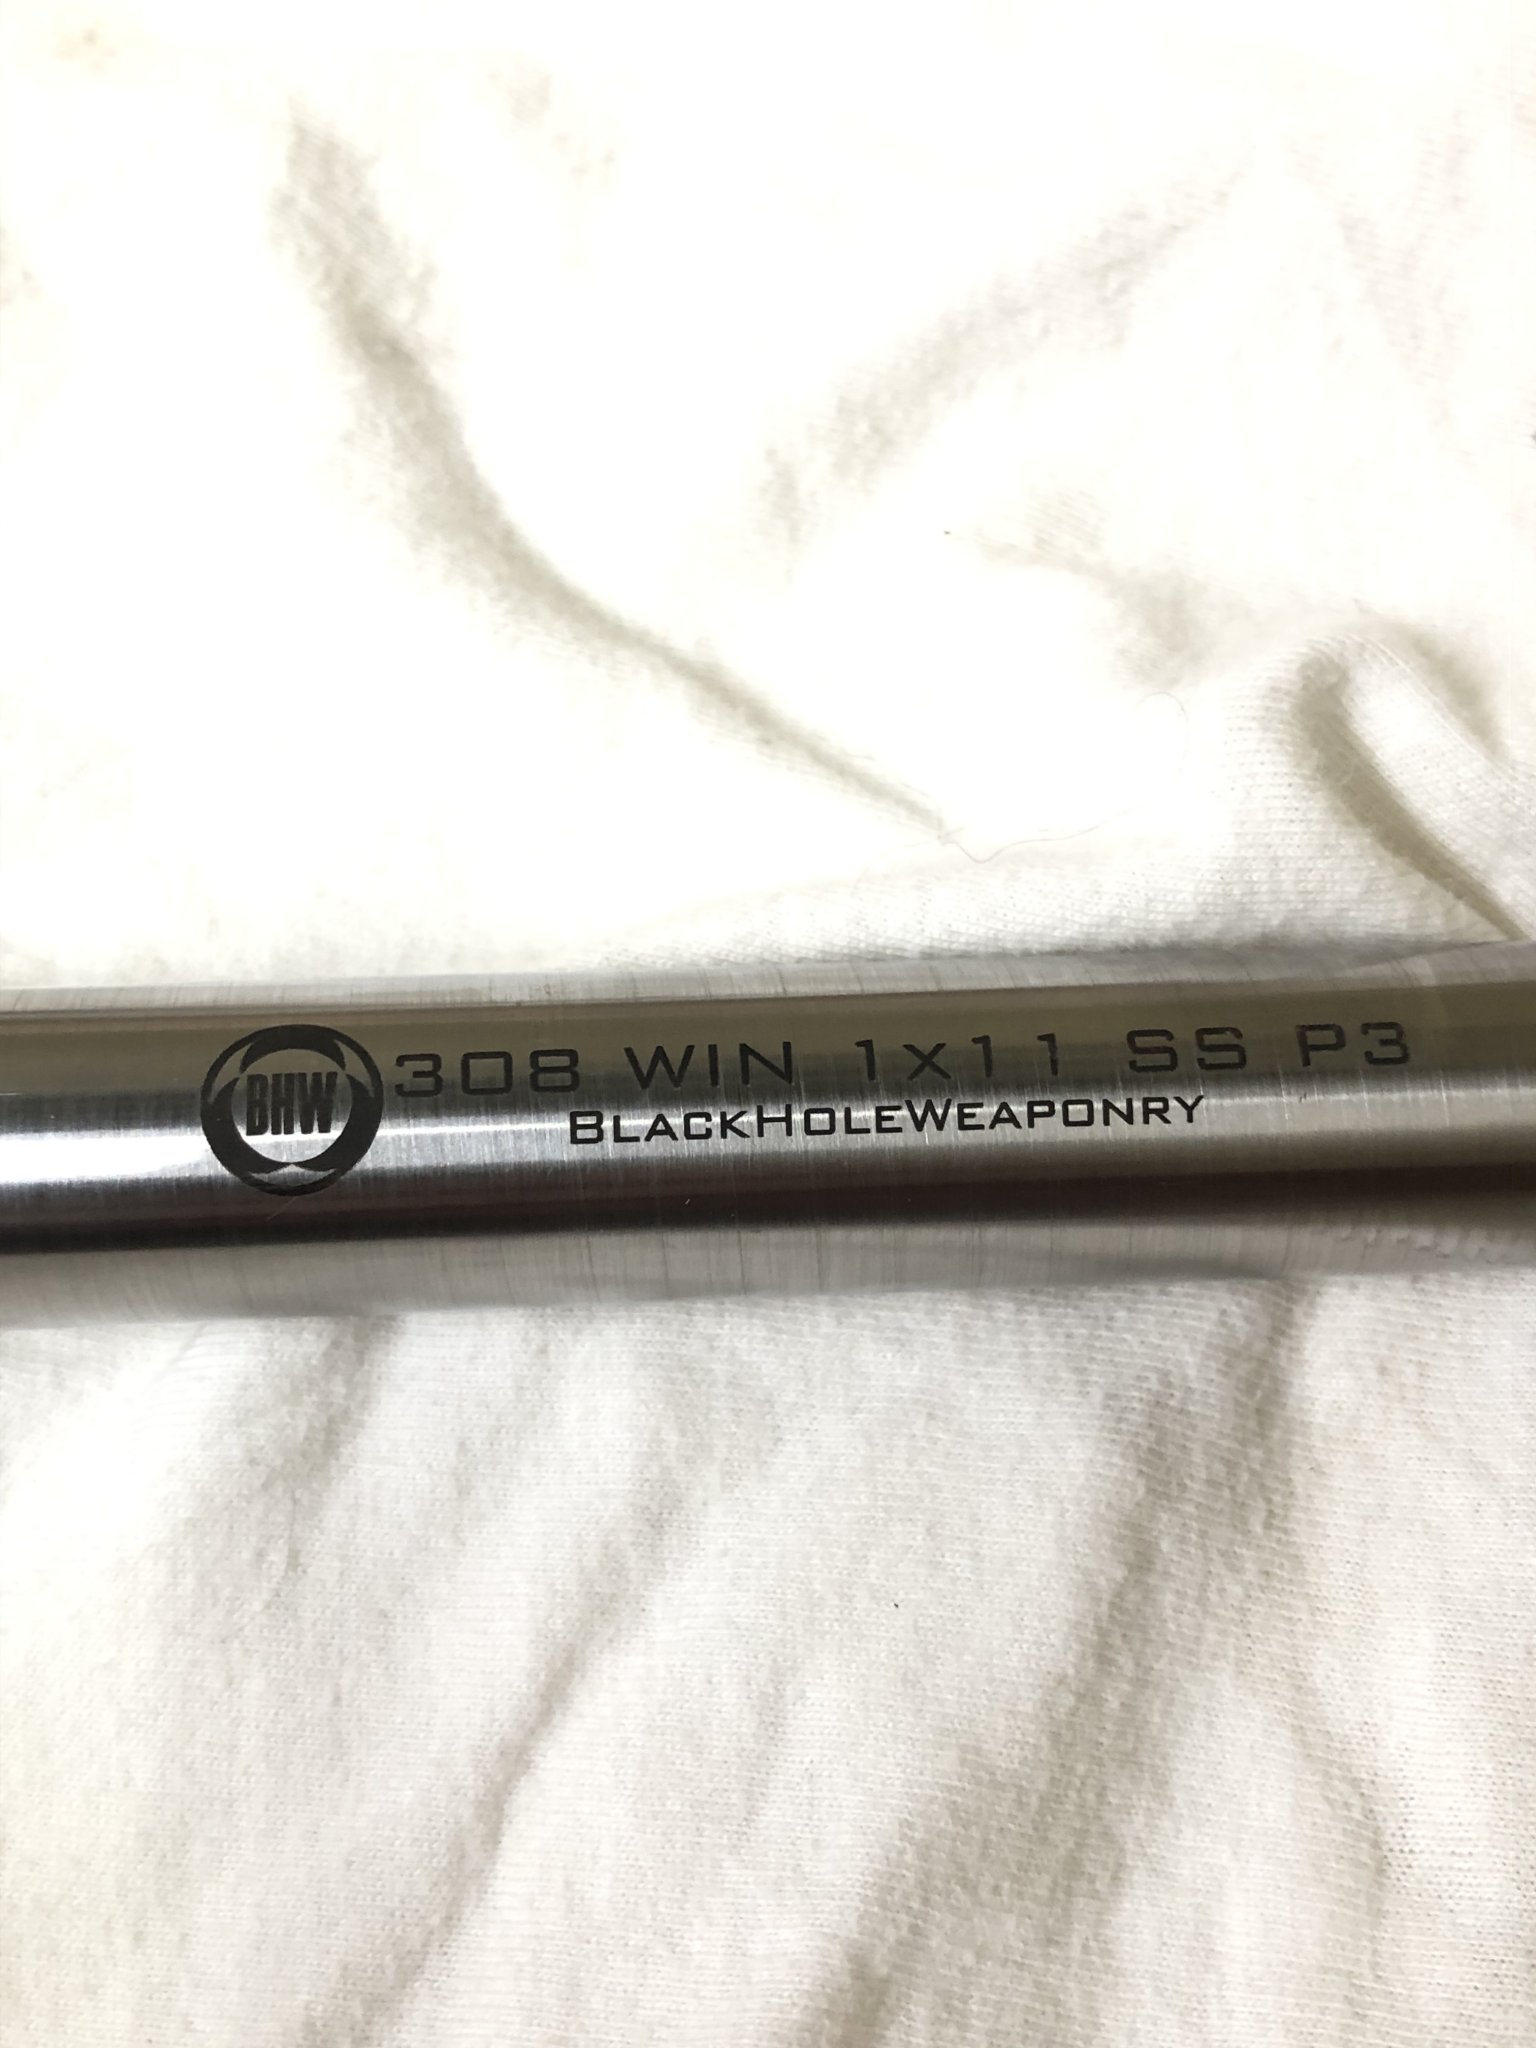 BHW
308 WIN 1x11 SS P3
BLACKHOLEWEAPONRY